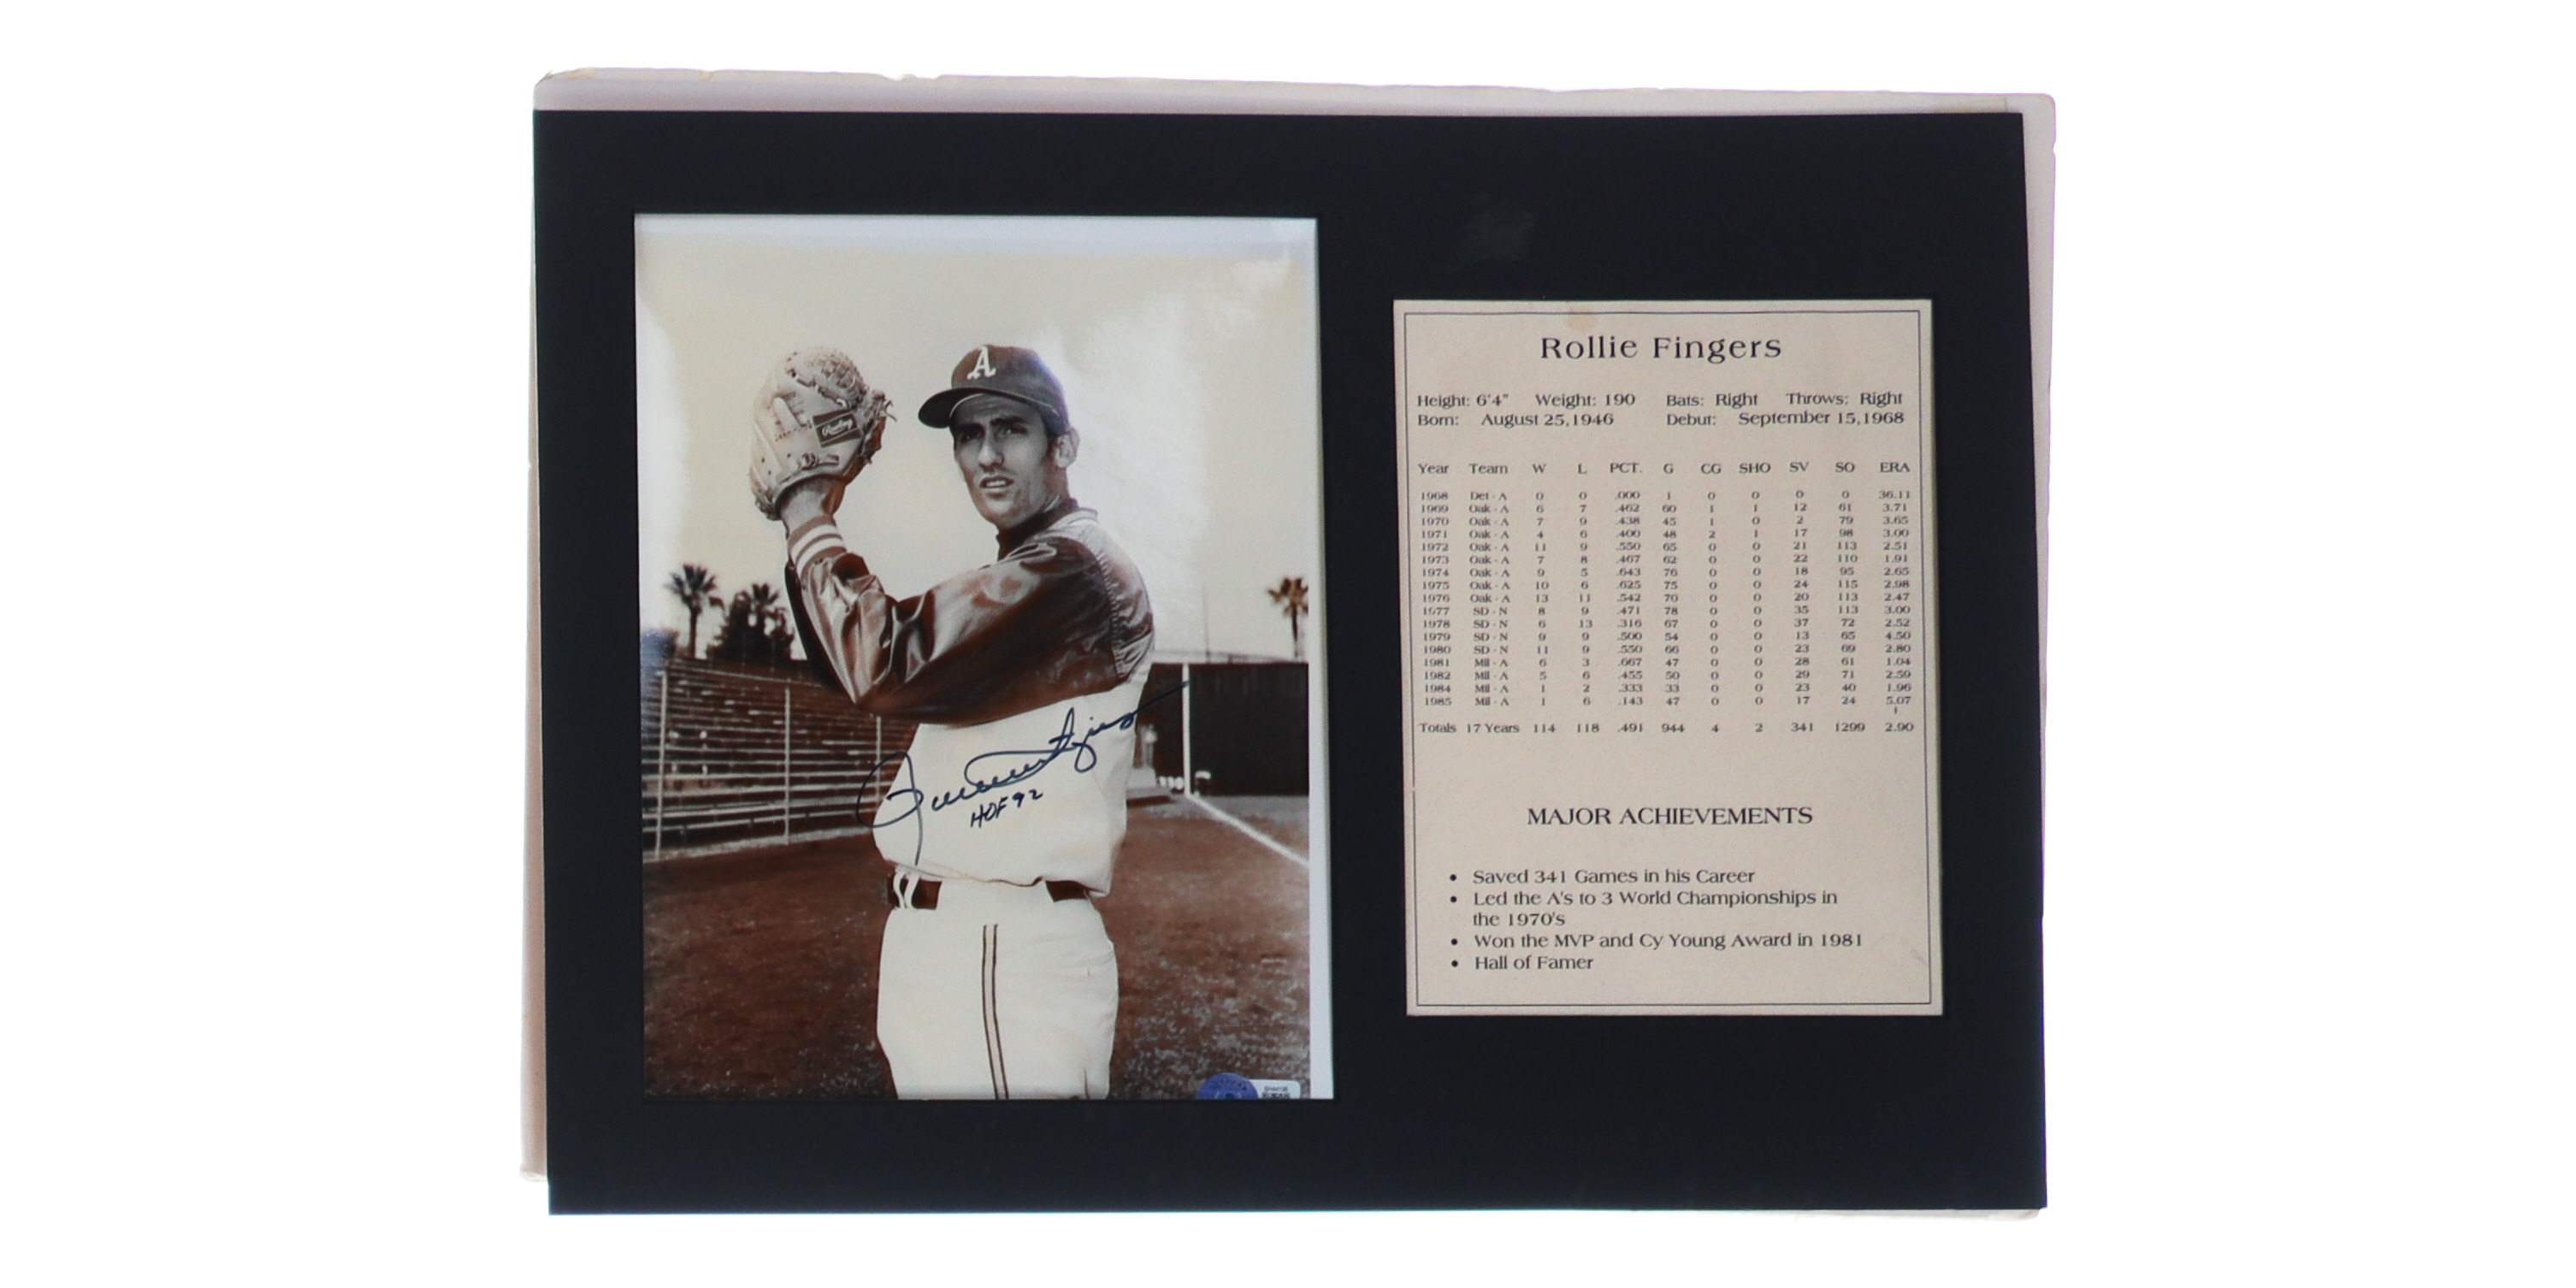 A
Rawlings
HOF 92
Rollie Fingers
Height: 6'4" Weight: 190 Bats: Right Throws: Right
Born: August 25, 1946 Debut: September 15, 1968
Year Team W L PCT. G CG SHO SV SO ERA
1968 Det - A 0 0 .000 1 0 0 0 0 36.11
1969 Oak - A 6 7 .462 60 1 1 12 61 3.71
1970 Oak - A 7 9 .438 45 1 0 2 79 3.65
1971 Oak - A 4 6 .400 48 2 1 17 98 3.00
1972 Oak - A 11 9 .550 65 0 0 21 113 2.51
1973 Oak - A 7 8 .467 62 0 0 22 110 1.91
1974 Oak - A 9 5 .643 76 0 0 18 95 2.65
1975 Oak - A 10 6 .625 75 0 0 24 115 2.98
1976 Oak - A 13 11 .542 70 0 0 20 113 2.47
1977 SD - N 8 9 .471 78 0 0 35 113 3.00
1978 SD - N 6 13 .316 67 0 0 37 72 2.52
1979 SD - N 9 9 .500 54 0 0 13 65 4.50
1980 SD - N 11 9 .550 66 0 0 23 69 2.80
1981 Mil - A 6 3 .667 47 0 0 28 61 1.04
1982 Mil - A 5 6 .455 50 0 0 29 71 2.59
1984 Mil - A 1 2 .333 33 0 0 23 40 1.96
1985 Mil - A 1 6 .143 47 0 0 17 24 5.07
1
Totals 17 Years 114 118 .491 944 4 2 341 1299 2.90
MAJOR ACHIEVEMENTS
• Saved 341 Games in his Career
• Led the A's to 3 World Championships in
the 1970's
• Won the MVP and Cy Young Award in 1981
• Hall of Famer